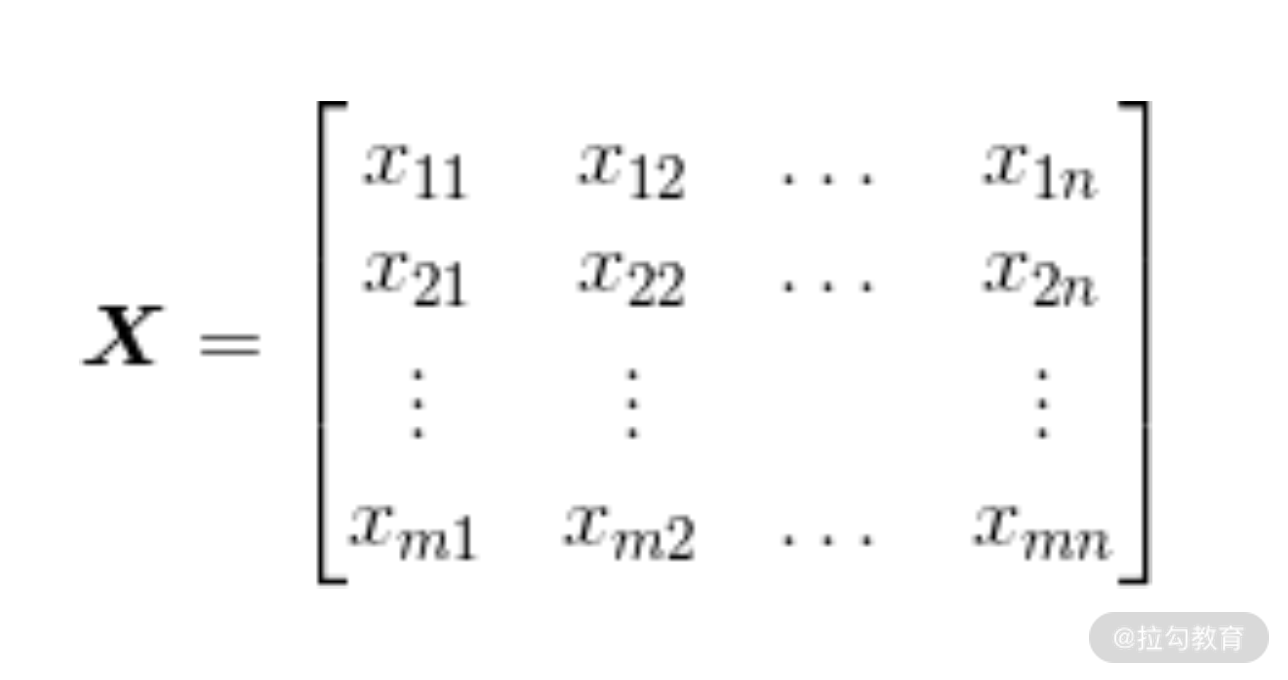 x11 x12 ... x1n
x21 x22 ... x2n
X =
⋮ ⋮ ⋮
xm1 xm2 ... xmn
@拉勾教育